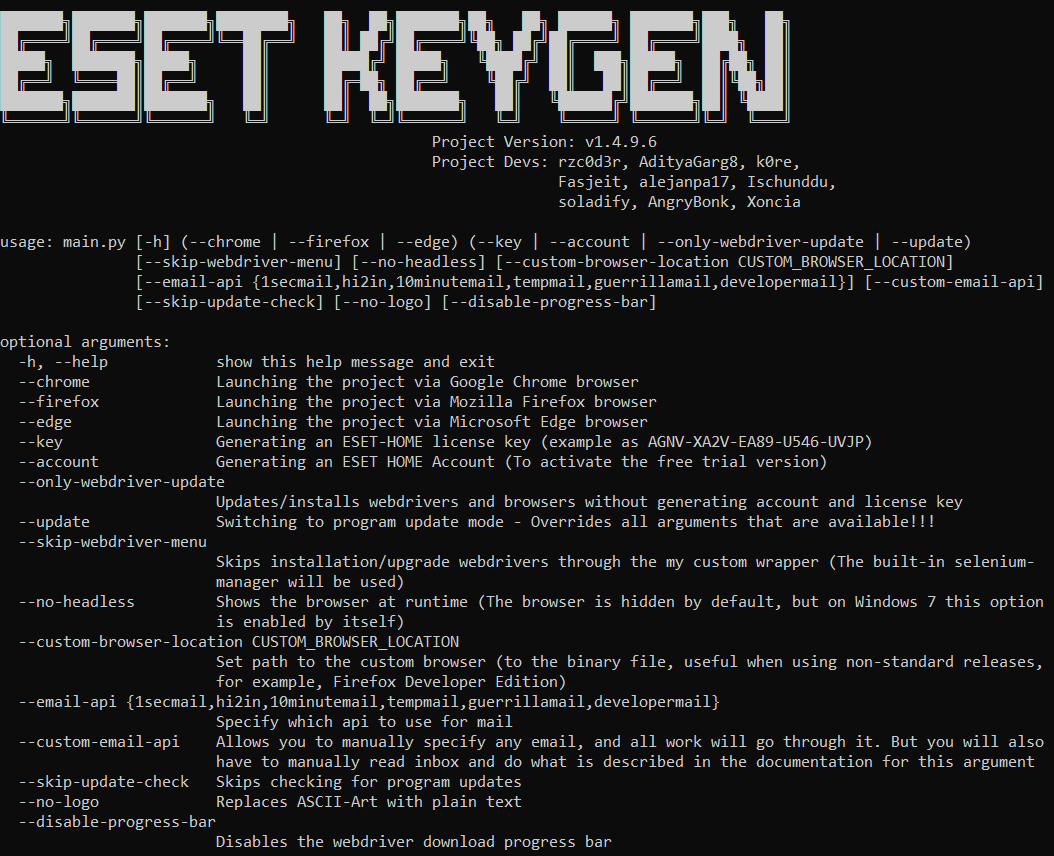 ESET KEYGEN
Project Version: v1.4.9.6
Project Devs: rzc0d3r, AdityaGarg8, k0re,
Fasjeit, alejanpa17, Ischunddu,
soladify, AngryBonk, Xoncia
usage: main.py [-h] (--chrome | --firefox | --edge) (--key | --account | --only-webdriver-update | --update)
[--skip-webdriver-menu] [--no-headless] [--custom-browser-location CUSTOM_BROWSER_LOCATION]
[--email-api {1secmail,hi2in,10minutemail,tempmail,guerrillamail,developermail}] [--custom-email-api]
[--skip-update-check] [--no-logo] [--disable-progress-bar]
optional arguments:
-h, --help show this help message and exit
--chrome Launching the project via Google Chrome browser
--firefox Launching the project via Mozilla Firefox browser
--edge Launching the project via Microsoft Edge browser
--key Generating an ESET-HOME license key (example as AGNV-XA2V-EA89-U546-UVJP)
--account Generating an ESET HOME Account (To activate the free trial version)
--only-webdriver-update
Updates/installs webdrivers and browsers without generating account and license key
--update Switching to program update mode - Overrides all arguments that are available!!!
--skip-webdriver-menu
Skips installation/upgrade webdrivers through the my custom wrapper (The built-in selenium-
manager will be used)
--no-headless Shows the browser at runtime (The browser is hidden by default, but on Windows 7 this option
is enabled by itself)
--custom-browser-location CUSTOM_BROWSER_LOCATION
Set path to the custom browser (to the binary file, useful when using non-standard releases,
for example, Firefox Developer Edition)
--email-api {1secmail,hi2in,10minutemail,tempmail,guerrillamail,developermail}
Specify which api to use for mail
--custom-email-api Allows you to manually specify any email, and all work will go through it. But you will also
have to manually read inbox and do what is described in the documentation for this argument
--skip-update-check Skips checking for program updates
--no-logo Replaces ASCII-Art with plain text
--disable-progress-bar
Disables the webdriver download progress bar